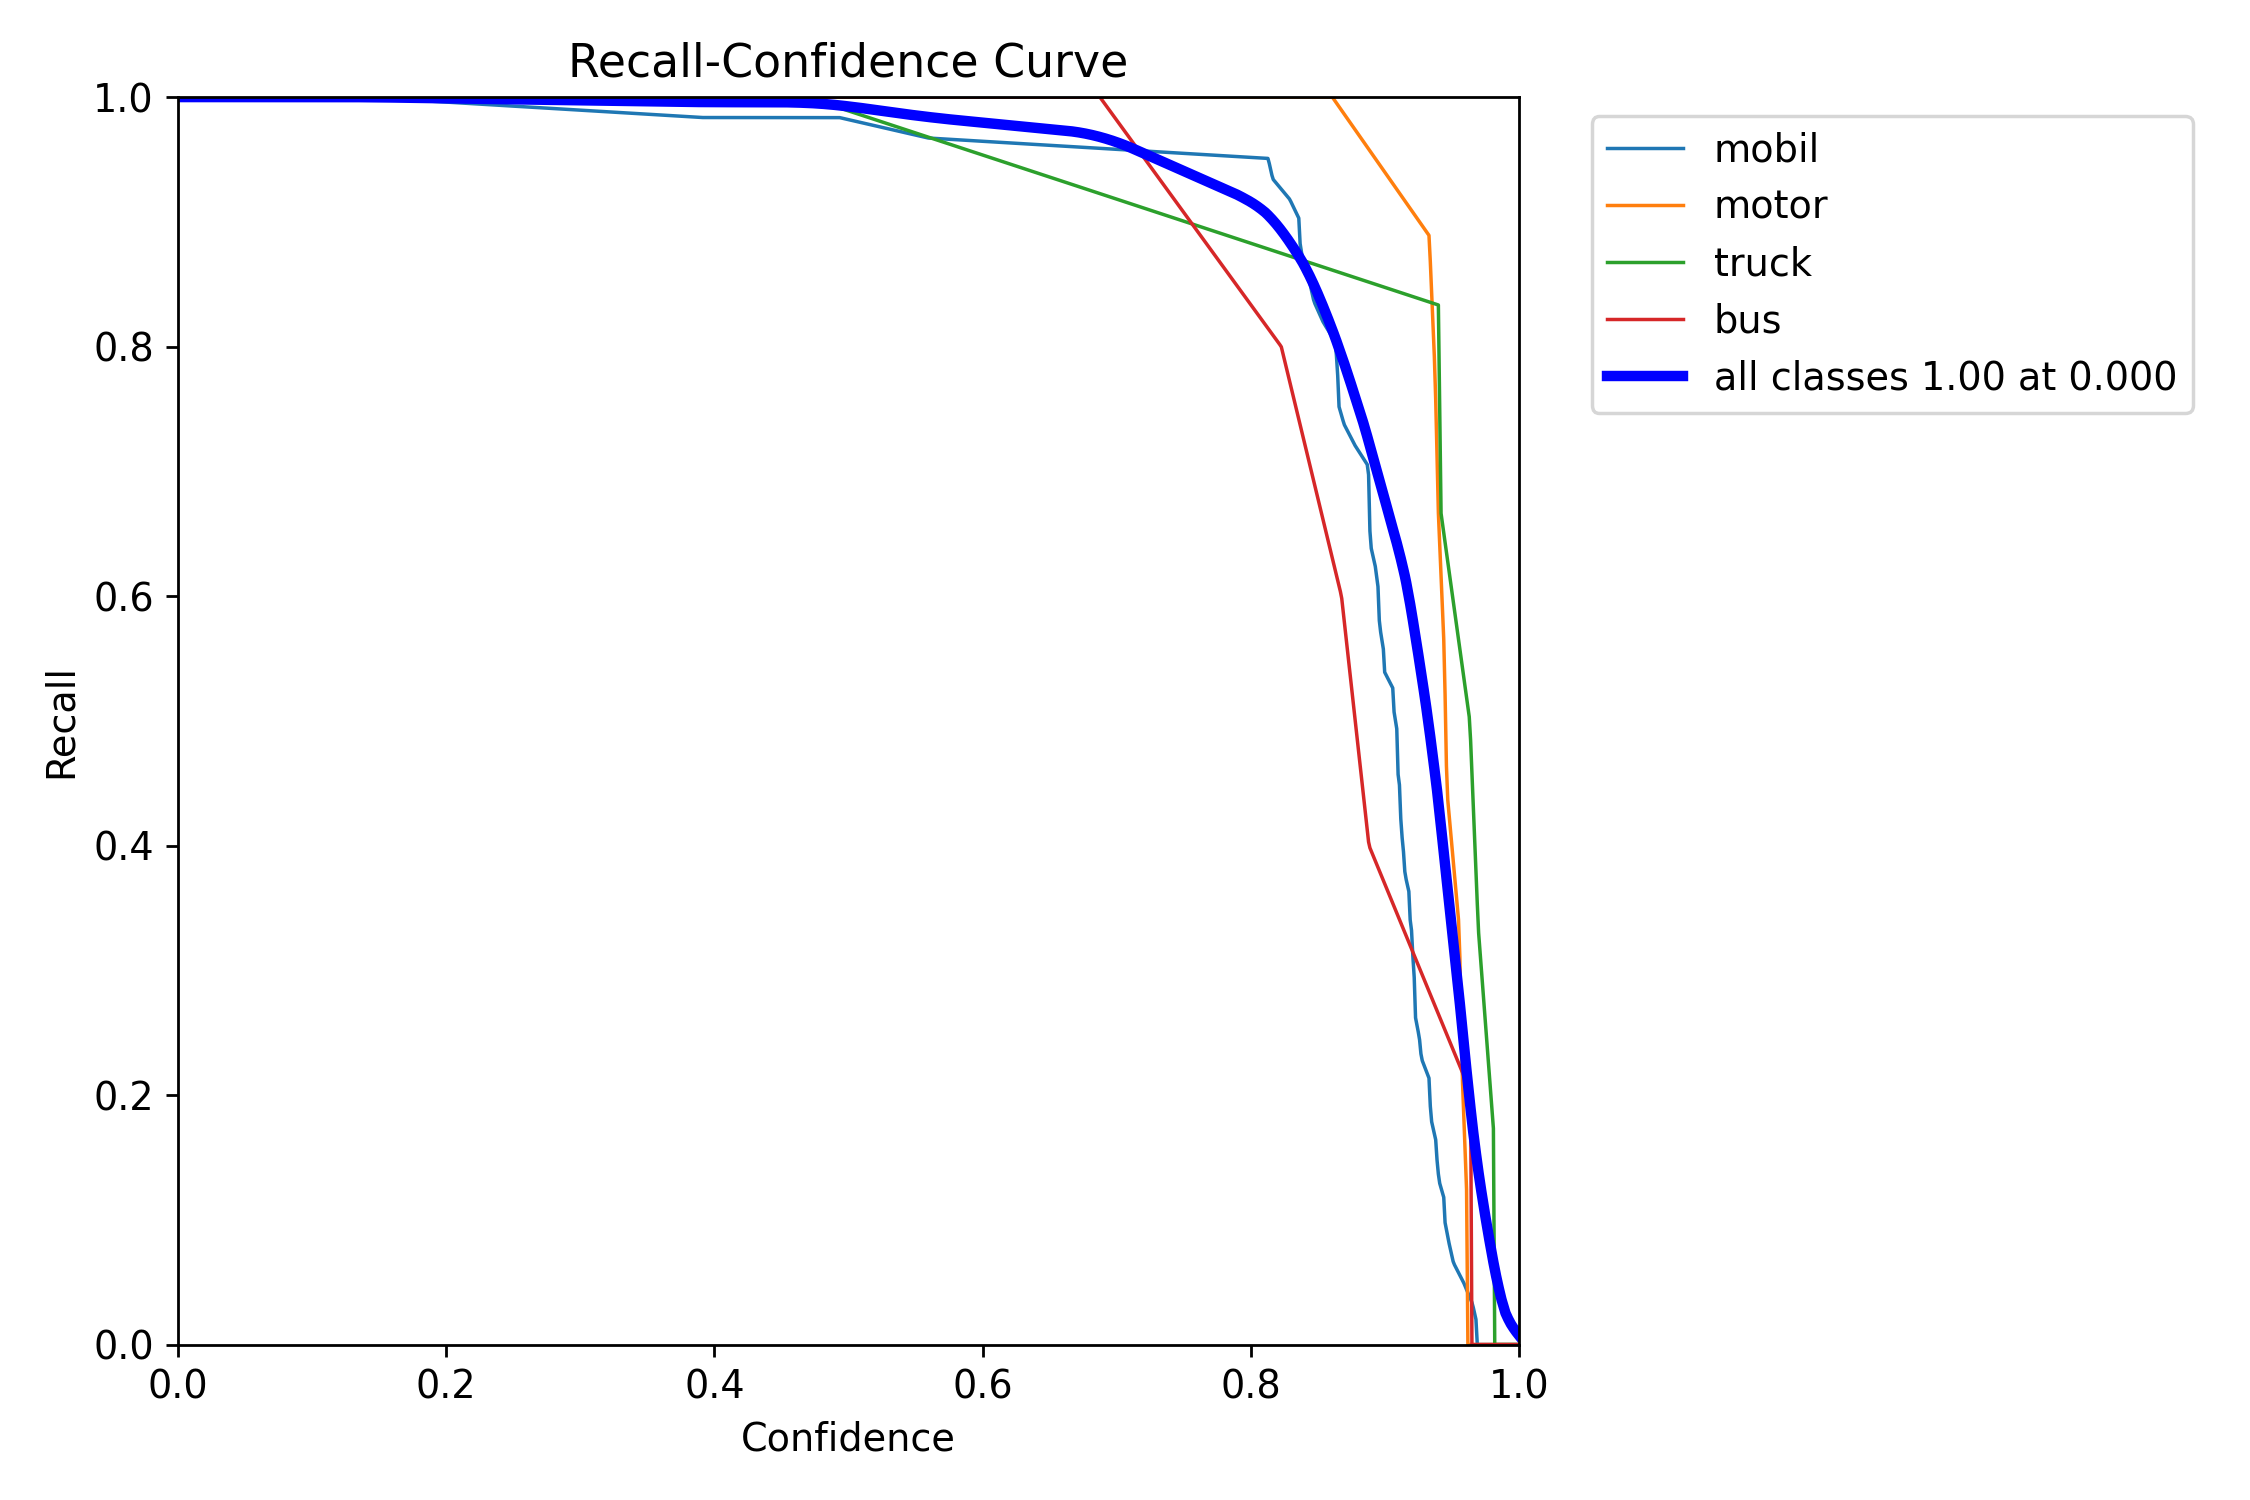 Recall-Confidence Curve
1.0
0.8
0.6
0.4
0.2
0.0
Recall
0.0 0.2 0.4 0.6 0.8 1.0
Confidence
mobil
motor
truck
bus
all classes 1.00 at 0.000